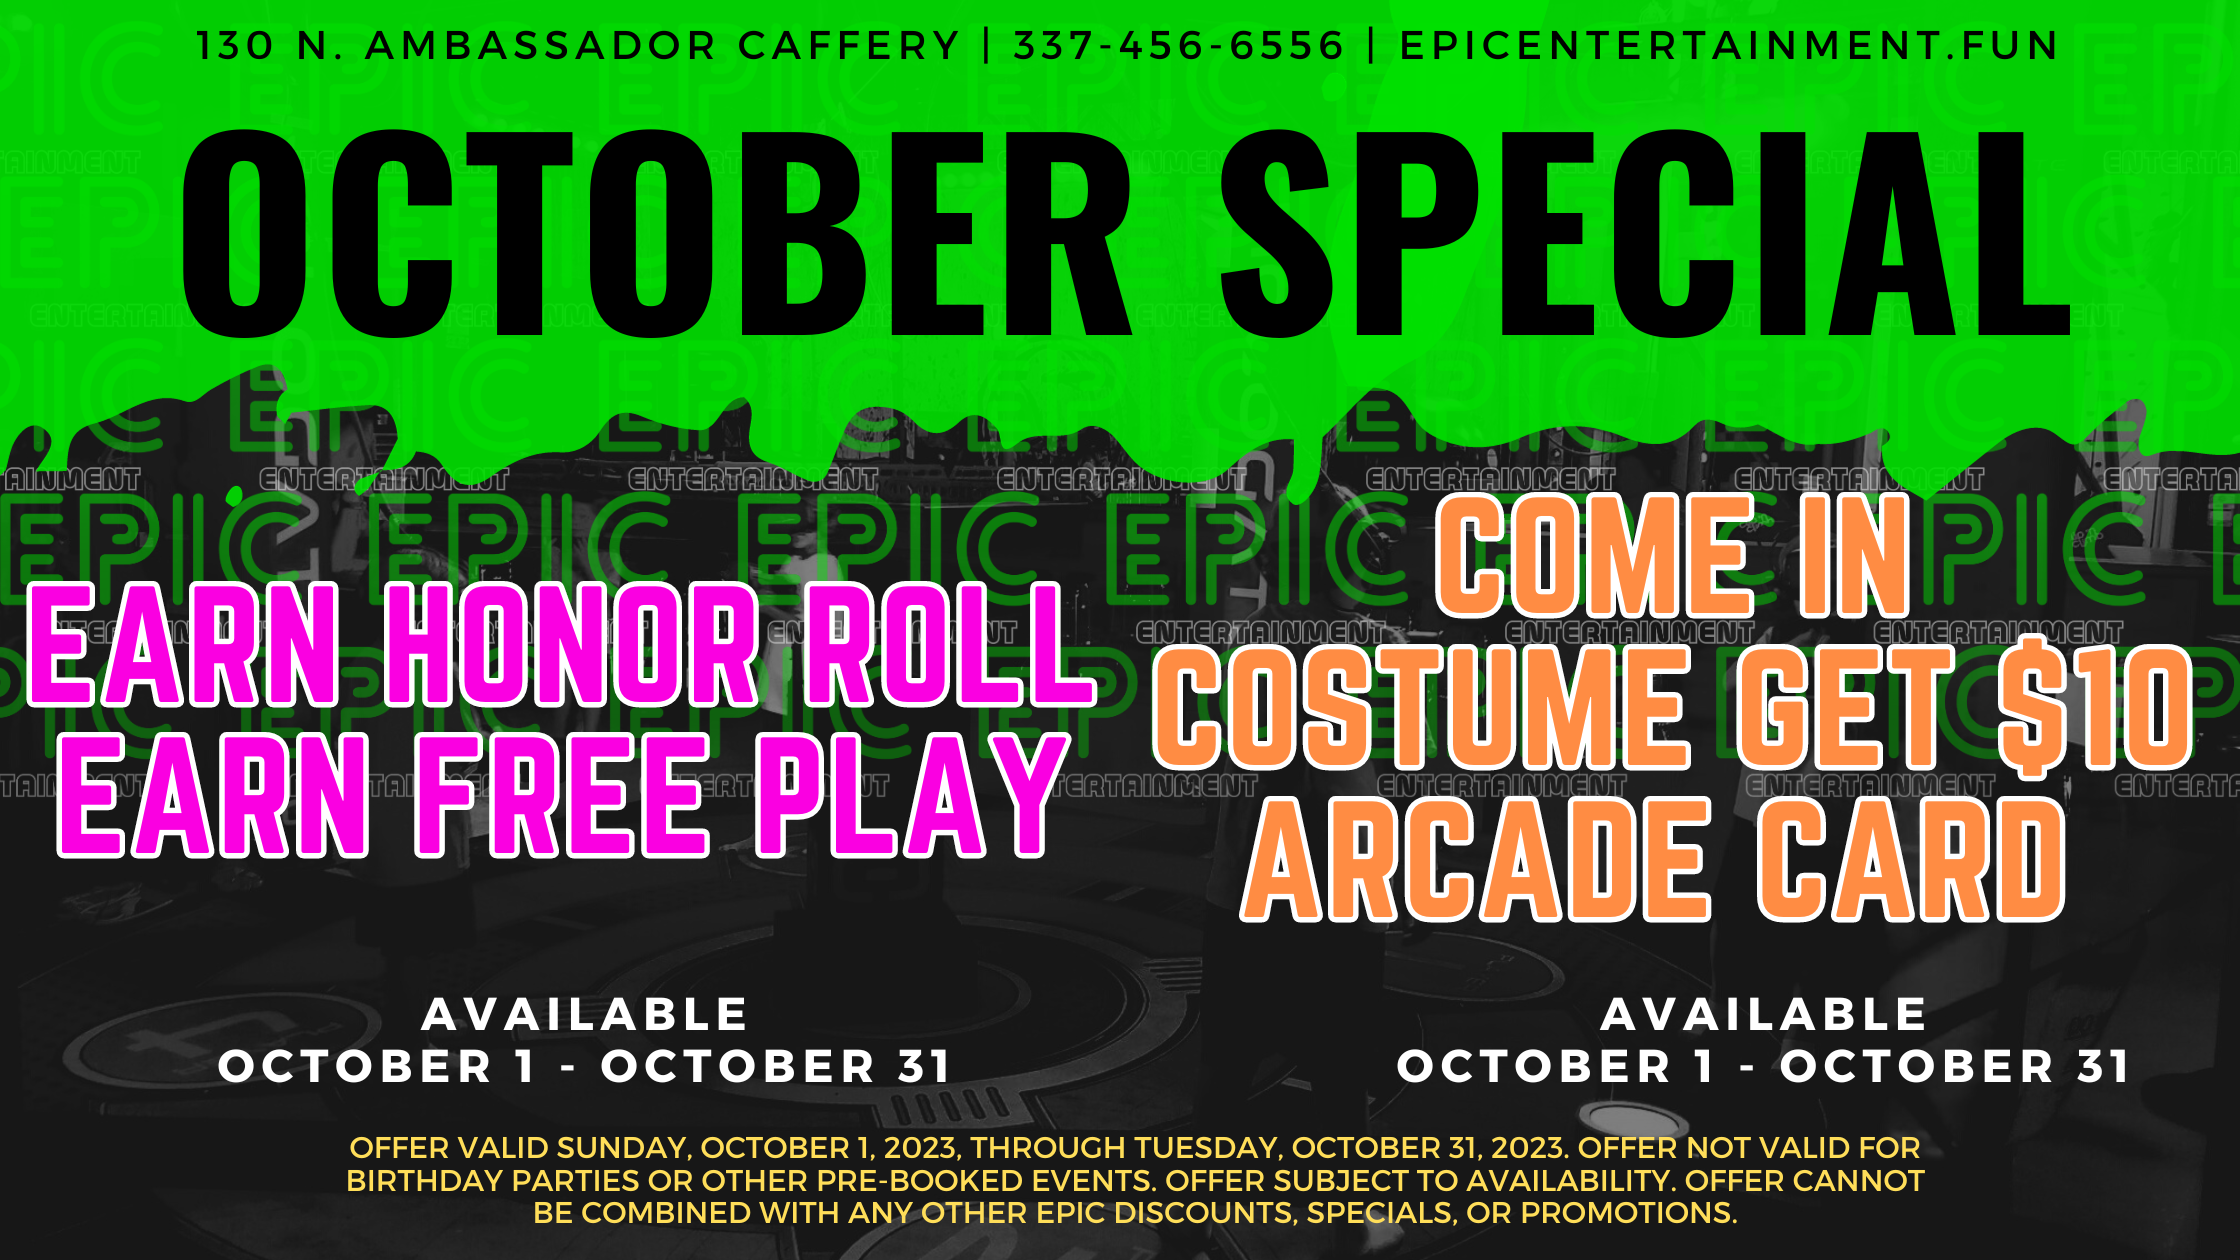 130 N. AMBASSADOR CAFFERY | 337-456-6556 | EPICENTERTAINMENT.FUN
OCTOBER SPECIAL
EARN HONOR ROLL
EARN FREE PLAY
COME IN
COSTUME GET $10
ARCADE CARD
AVAILABLE
OCTOBER 1 - OCTOBER 31
AVAILABLE
OCTOBER 1 - OCTOBER 31
OFFER VALID SUNDAY, OCTOBER 1, 2023, THROUGH TUESDAY, OCTOBER 31, 2023. OFFER NOT VALID FOR
BIRTHDAY PARTIES OR OTHER PRE-BOOKED EVENTS. OFFER SUBJECT TO AVAILABILITY. OFFER CANNOT
BE COMBINED WITH ANY OTHER EPIC DISCOUNTS, SPECIALS, OR PROMOTIONS.
EPIC
ENTERTAINMENT